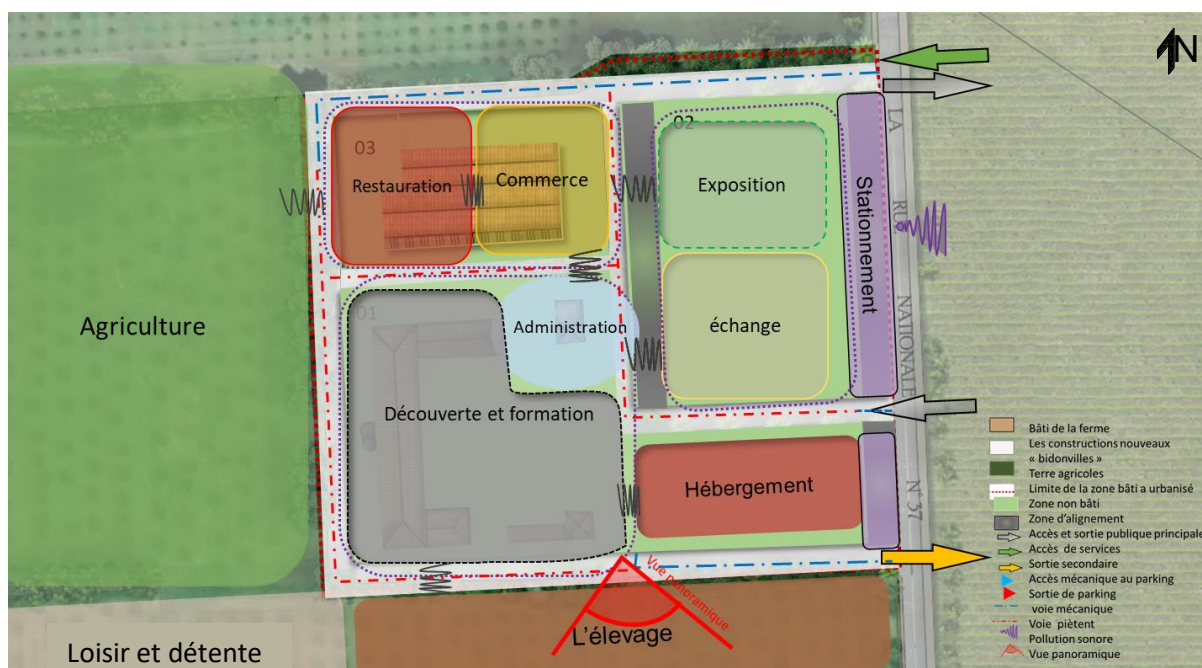 N
03
Restauration
Commerce
02
Exposition
Stationnement
LA
RUE
NATIONALE
N° 37
01
Administration
échange
Agriculture
Découverte et formation
Hébergement
Vue panoramique
L'élevage
Loisir et détente
Bâti de la ferme
Les constructions nouveaux
« bidonvilles »
Terre agricoles
Limite de la zone bâti a urbanisé
Zone non bâti
Zone d'alignement
Accès et sortie publique principale
Accès de services
Sortie secondaire
Accès mécanique au parking
Sortie de parking
voie mécanique
Voie piètent
Pollution sonore
Vue panoramique